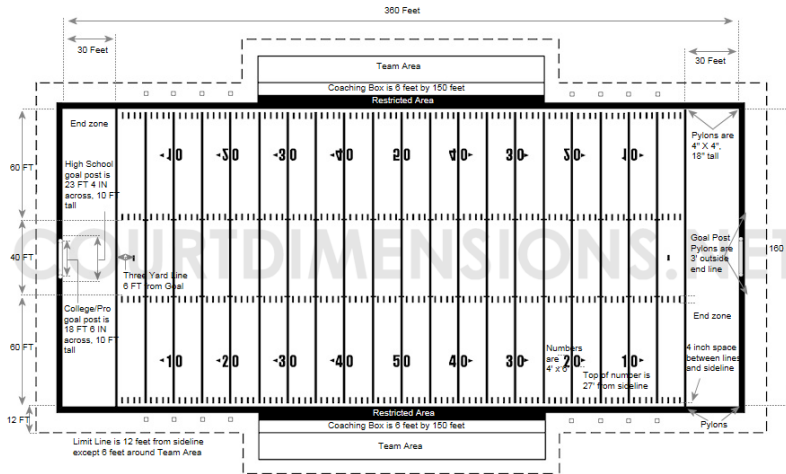 360 Feet
30 Feet
30 Feet
Team Area
Coaching Box is 6 feet by 150 feet
Restricted Area
End zone
Pylons are
4" X 4",
18" tall
10 20 30 40 50 40 30 20 10
60 FT
High School
goal post is
23 FT 4 IN
across, 10 FT
tall
COURTDIMENSIONS.NET
40 FT
Goal Post
Pylons are
3' outside
end line
160
Three Yard Line
6 FT from Goal
College/Pro
goal post is
18 FT 6 IN
across, 10 FT
tall
End zone
60 FT
10 20 30 40 50 40 30 20 10
Numbers
are
4' x 6'
Top of number is
27' from sideline
4 inch space
between lines
and sideline
12 FT
Restricted Area
Coaching Box is 6 feet by 150 feet
Team Area
Pylons
Limit Line is 12 feet from sideline
except 6 feet around Team Area